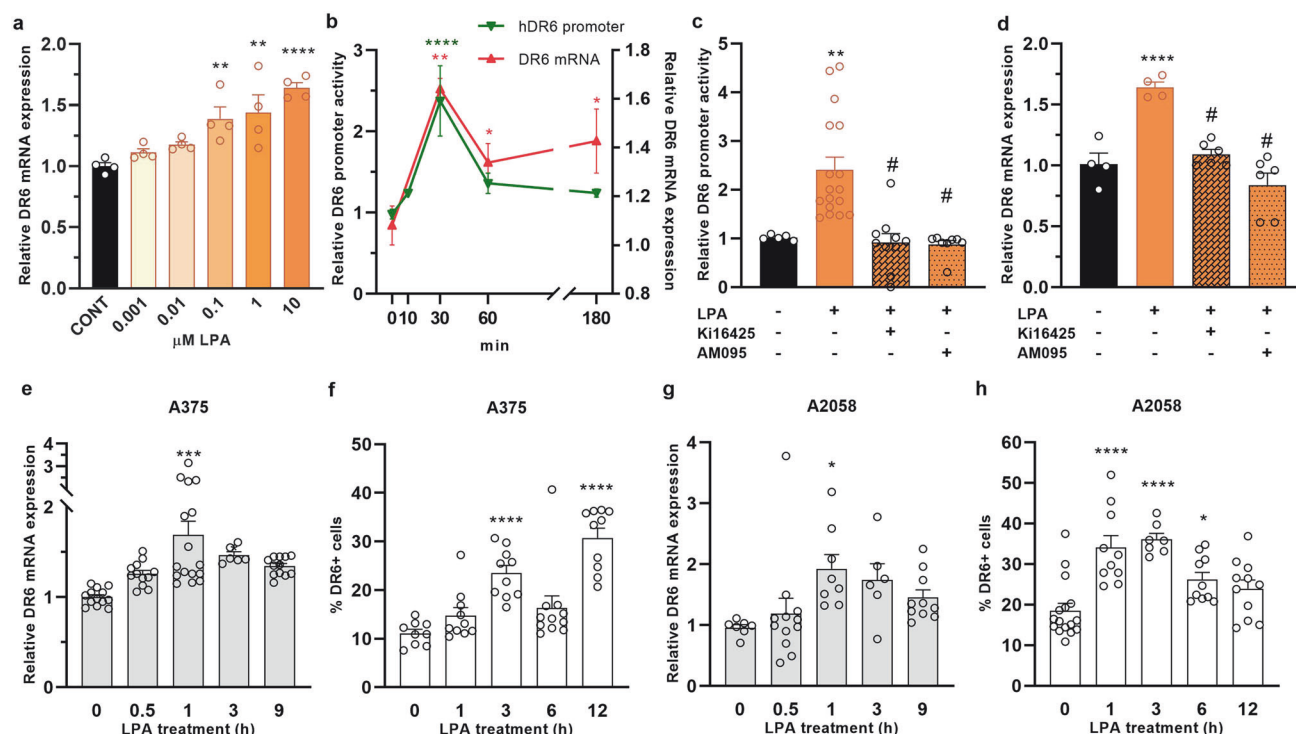 a
Relative DR6 mRNA expression
2.0
1.5
1.0
0.5
0.0
** ** ****
CONT 0.001 0.01 0.1 1 10
μM LPA
b
Relative DR6 promoter activity
3
2
1
0
hDR6 promoter
DR6 mRNA
****
**
*
*
1.8
1.6
1.4
1.2
1.0
0.8
Relative DR6 mRNA expression
0 10 30 60 180
min
c
Relative DR6 promoter activity
5
4
3
2
1
0
**
# #
LPA - + + +
Ki16425 - - + -
AM095 - - - +
d
Relative DR6 mRNA expression
2.0
1.5
1.0
0.5
0.0
****
# #
LPA - + + +
Ki16425 - - + -
AM095 - - - +
e
A375
Relative DR6 mRNA expression
4
3
2
2
1
0
***
0 0.5 1 3 9
LPA treatment (h)
f
A375
% DR6+ cells
50
40
30
20
10
0
**** ****
0 1 3 6 12
LPA treatment (h)
g
A2058
Relative DR6 mRNA expression
4
3
2
1
0
*
0 0.5 1 3 9
LPA treatment (h)
h
A2058
% DR6+ cells
60
50
40
30
20
10
0
**** **** *
0 1 3 6 12
LPA treatment (h)